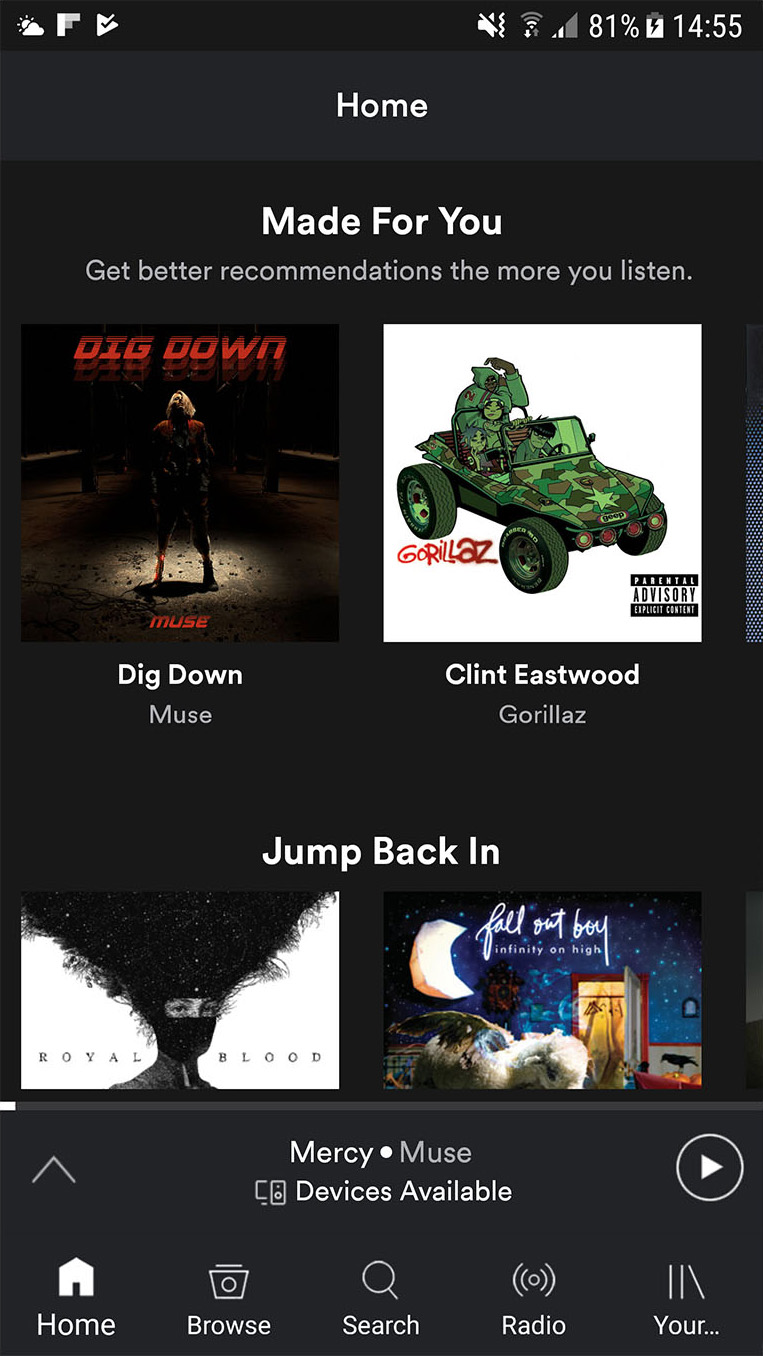 81% 14:55
Home
Made For You
Get better recommendations the more you listen.
DIG DOWN
MUSE
GORILLAZ
Geep
PARENTAL
ADVISORY
EXPLICIT CONTENT
Dig Down
Muse
Clint Eastwood
Gorillaz
Jump Back In
ROYAL BLOOD
fall out boy
infinity on high
Mercy • Muse
Devices Available
Home Browse Search Radio Your...